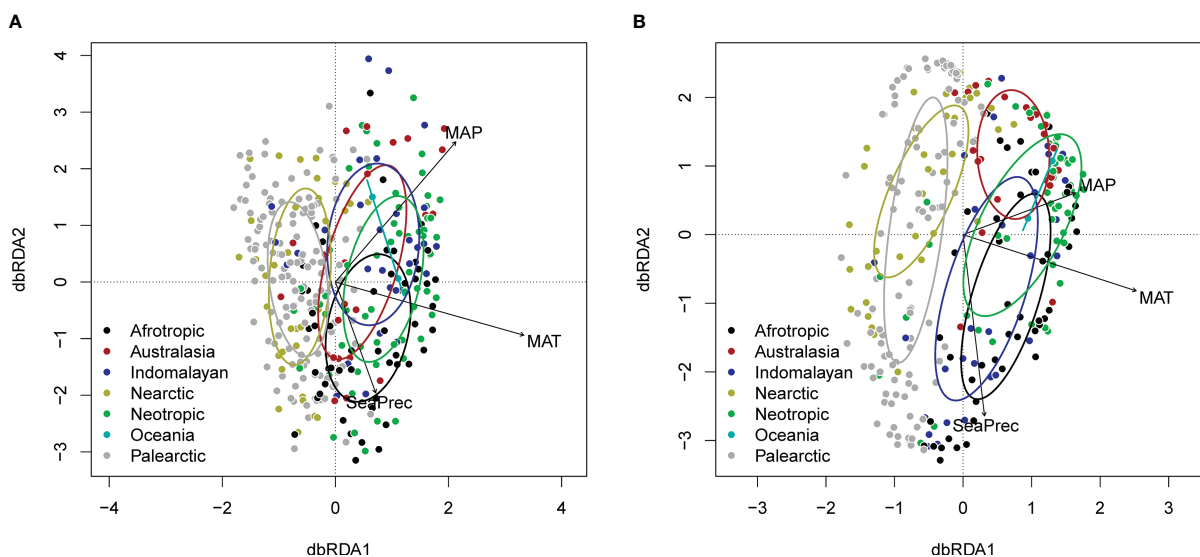 A
dbRDA2
4
3
2
1
0
−1
−2
−3
MAP
MAT
SeaPrec
Afrotropic
Australasia
Indomalayan
Nearctic
Neotropic
Oceania
Palearctic
−4
−2
0
2
4
dbRDA1
B
dbRDA2
2
1
0
−1
−2
−3
MAP
MAT
SeaPrec
Afrotropic
Australasia
Indomalayan
Nearctic
Neotropic
Oceania
Palearctic
−3
−2
−1
0
1
2
3
dbRDA1